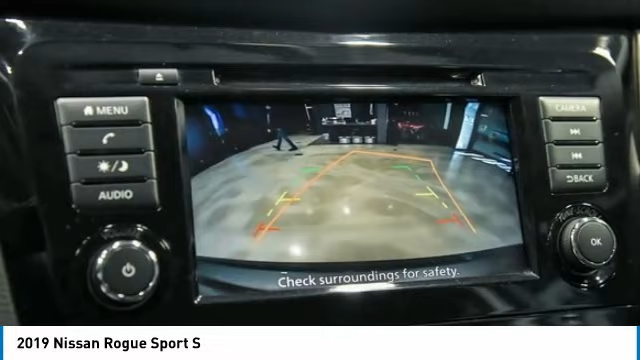 MENU
AUDIO
CAMERA
BACK
OK
Check surroundings for safety.
2019 Nissan Rogue Sport S